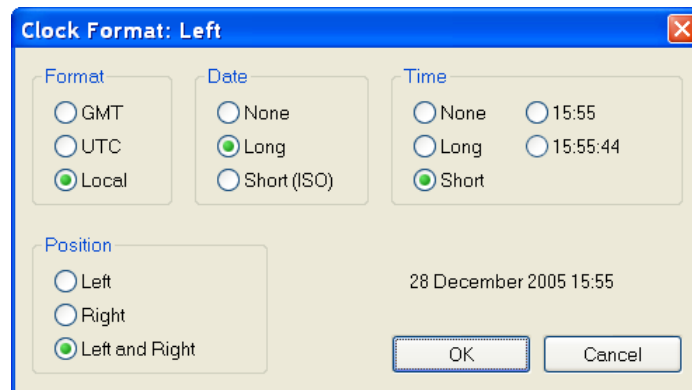 Clock Format: Left
Format
GMT
UTC
Local
Date
None
Long
Short (ISO)
Time
None
Long
Short
15:55
15:55:44
Position
Left
Right
Left and Right
28 December 2005 15:55
OK
Cancel